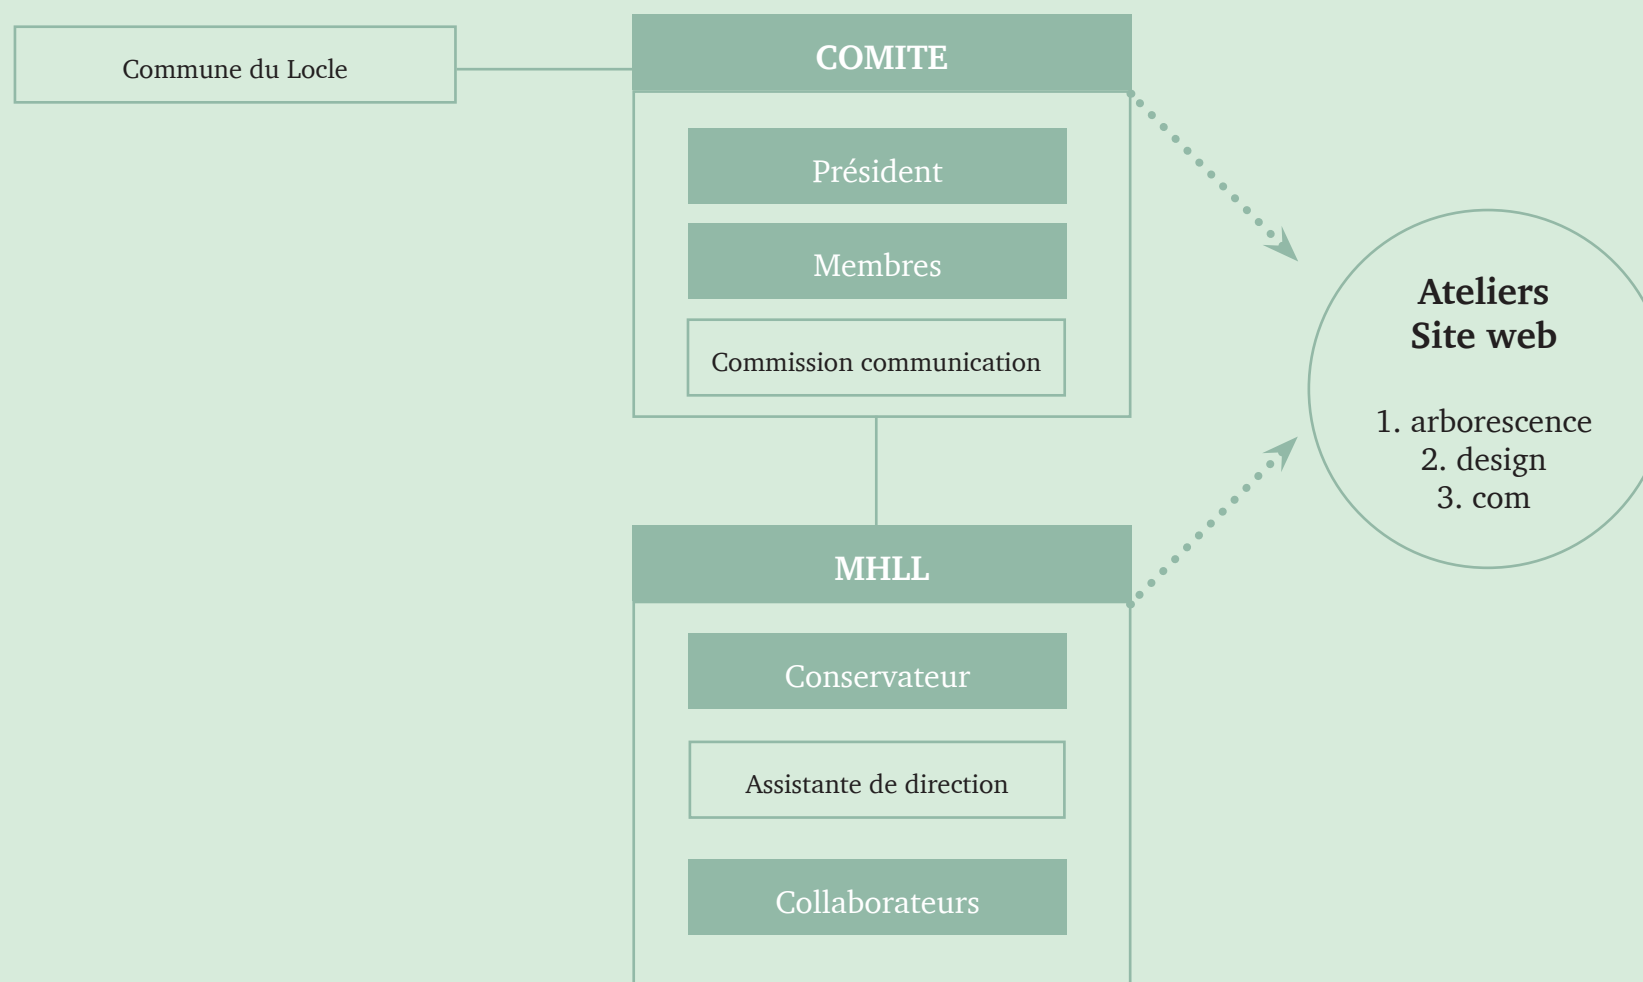 Commune du Locle
COMITE
Président
Membres
Commission communication
Ateliers
Site web
1. arborescence
2. design
3. com
MHLL
Conservateur
Assistante de direction
Collaborateurs